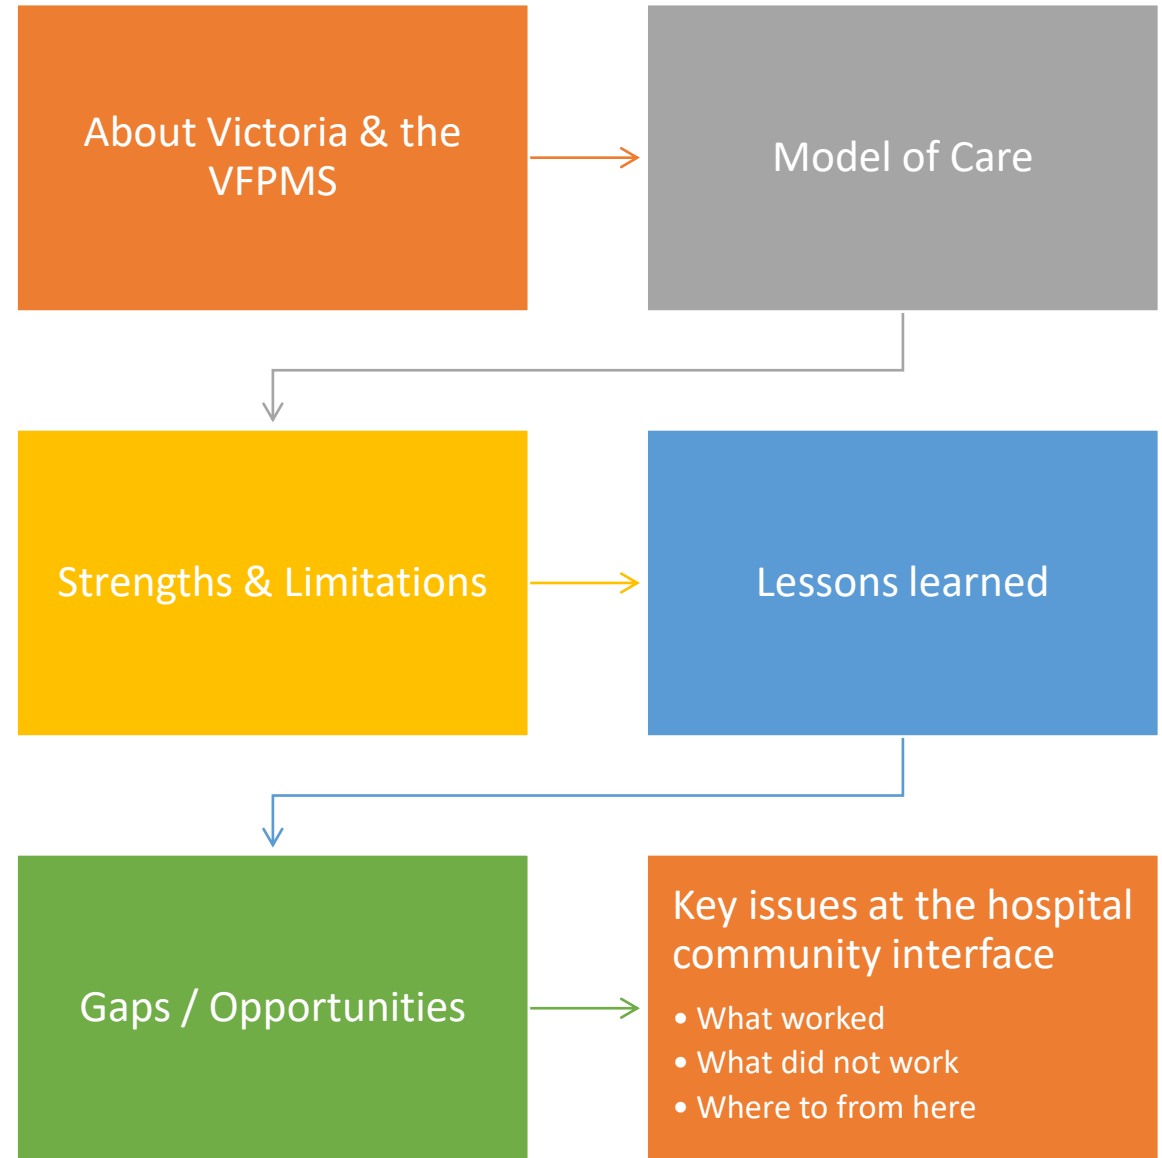 About Victoria & the
VFPMS
Model of Care
Strengths & Limitations
Lessons learned
Gaps / Opportunities
Key issues at the hospital
community interface
• What worked
• What did not work
• Where to from here